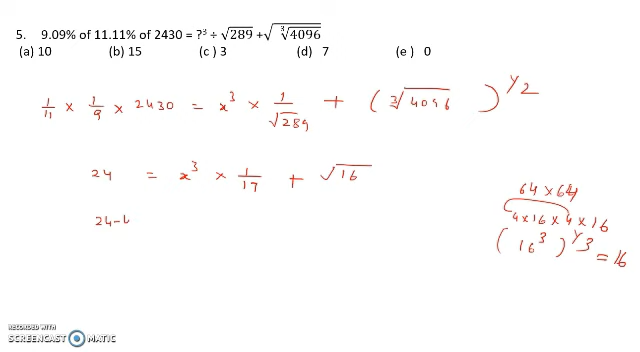 5. 9.09% of 11.11% of 2430 = ?³ ÷ √289 +√∛4096
(a) 10 (b) 15 (c ) 3 (d) 7 (e ) 0
1/11 × 1/9 × 2430 = x³ × 1/√289 + (∛4096)^1/2
24 = x³ × 1/17 + √16
24-4
64 × 64
4 × 16 × 4 × 16
(16³)^1/3 = 16
RECORDED WITH
SCREENCAST MATIC